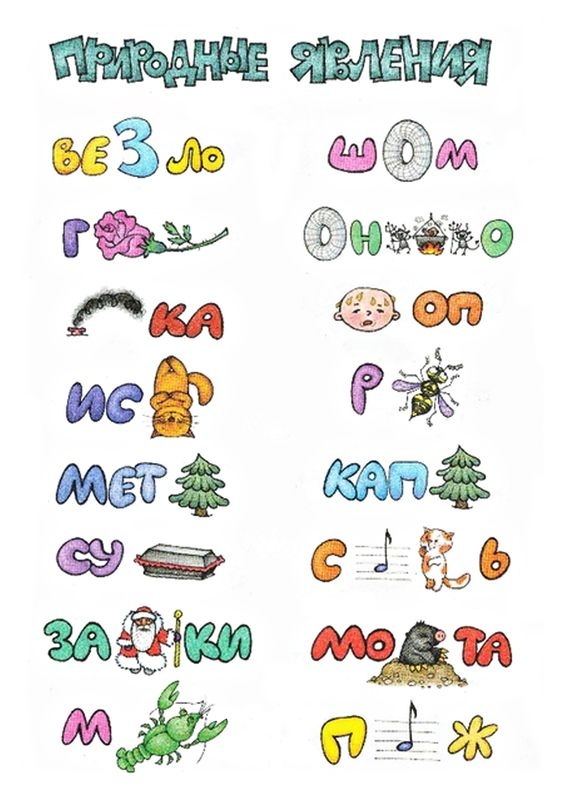 ПРИРОДНЫЕ ЯВЛЕНИЯ
ВЕ 3 ЛО
Ш М
Г
Н О
КА
ОП
ИС
Р
МЕТ
КАП
СУ
С Ь
ЗА КИ
МО ТА
М
П Ж